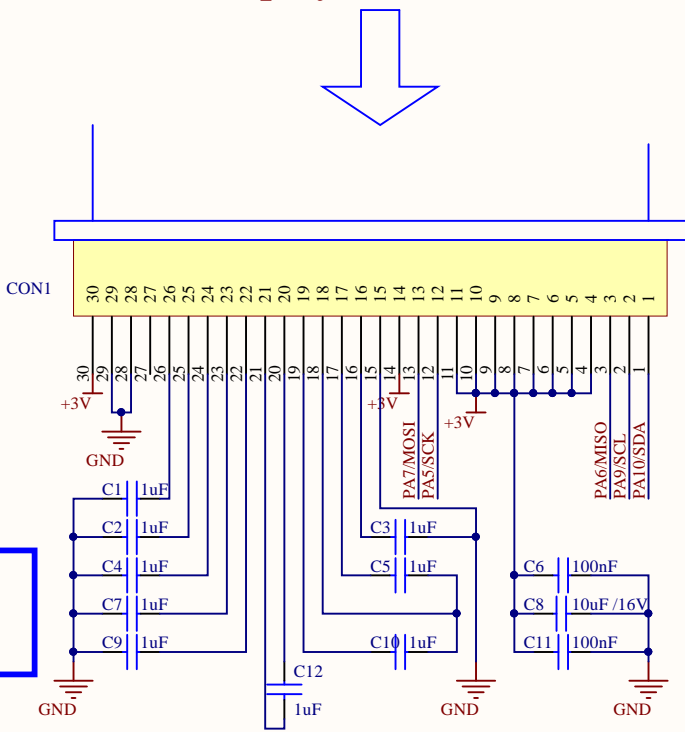 CON1
30 29 28 27 26 25 24 23 22 21 20 19 18 17 16 15 14 13 12 11 10 9 8 7 6 5 4 3 2 1
30 29 28 27 26 25 24 23 22 21 20 19 18 17 16 15 14 13 12 11 10 9 8 7 6 5 4 3 2 1
+3V
+3V
+3V
GND
PA7/MOSI
PA5/SCK
PA6/MISO
PA9/SCL
PA10/SDA
C1 1uF
C2 1uF
C4 1uF
C7 1uF
C9 1uF
GND
C12
1uF
C3 1uF
C5 1uF
C10 1uF
GND
C6 100nF
C8 10uF/16V
C11 100nF
GND